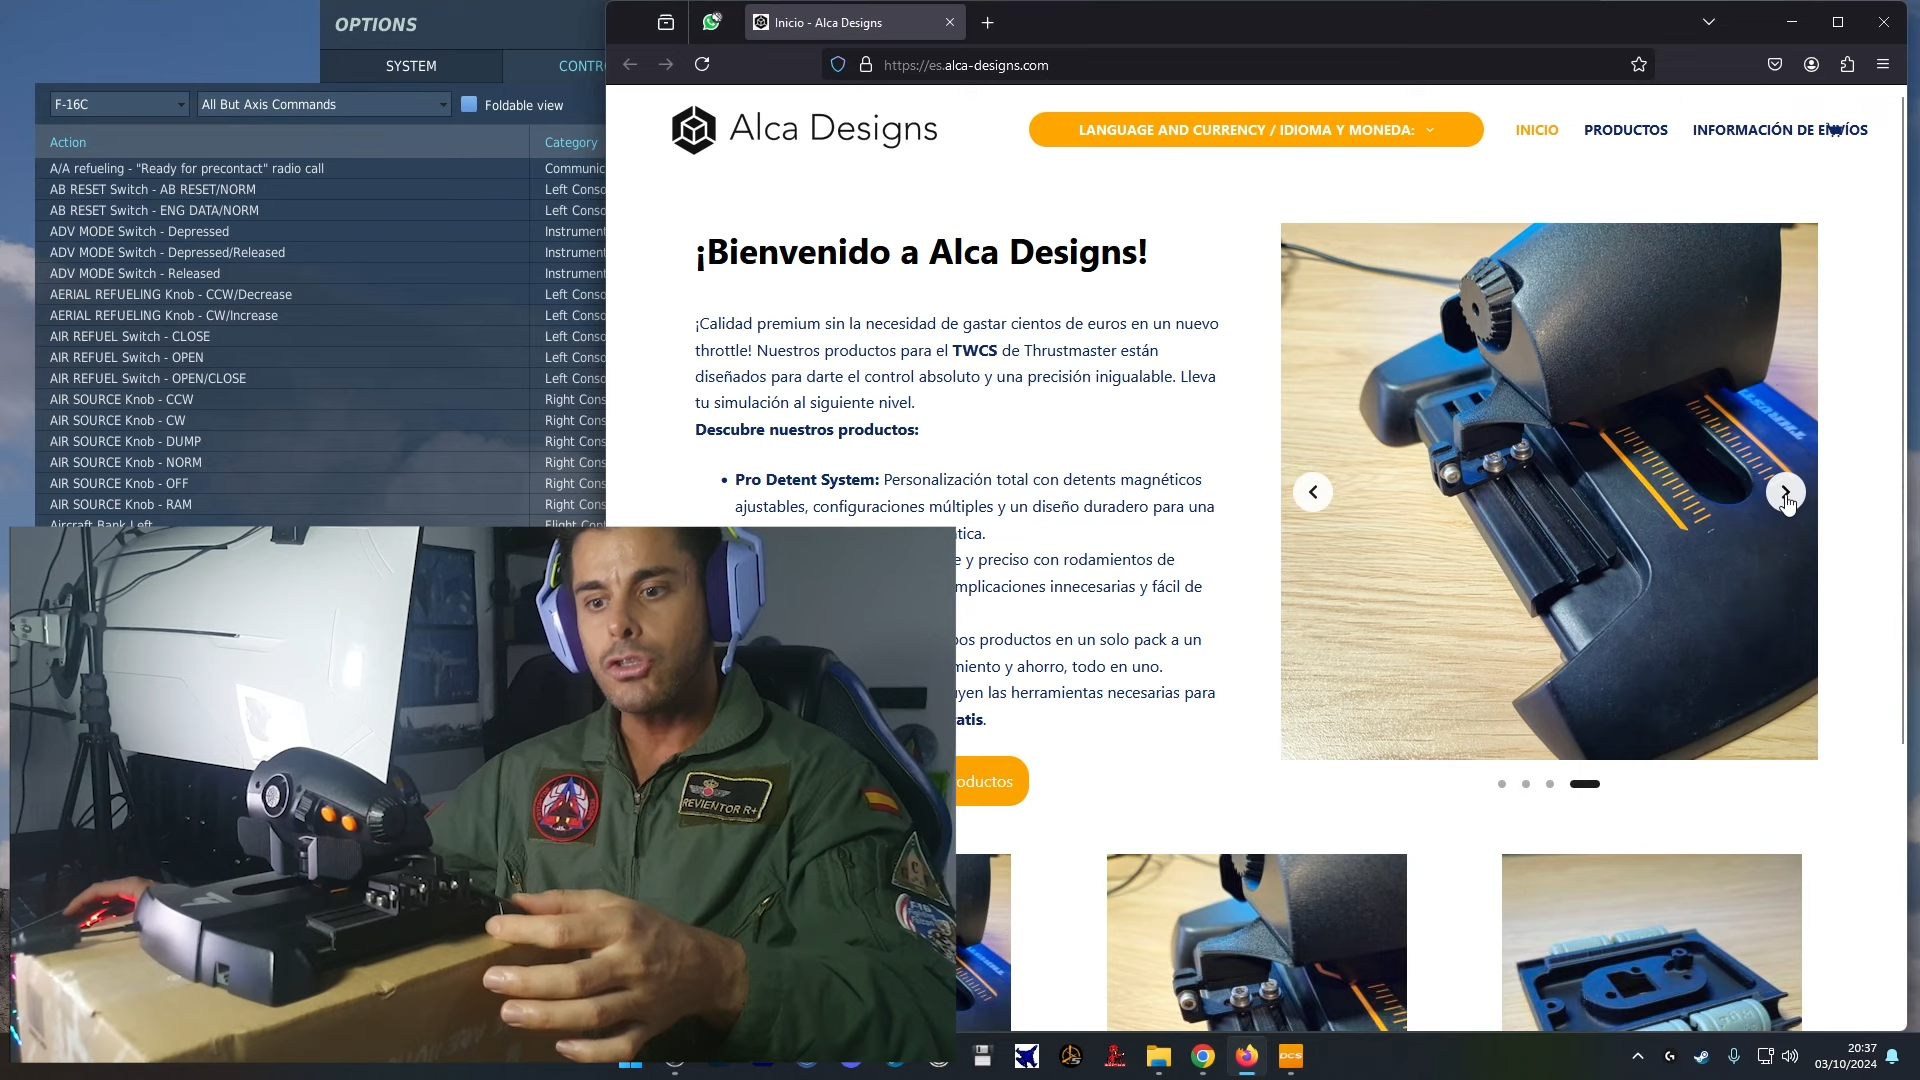 OPTIONS
SYSTEM
F-16C
All But Axis Commands
Foldable view
Action
Category
A/A refueling - "Ready for precontact" radio call
AB RESET Switch - AB RESET/NORM
Left Conso
AB RESET Switch - ENG DATA/NORM
Left Conso
ADV MODE Switch - Depressed
Instrument
ADV MODE Switch - Depressed/Released
Instrument
ADV MODE Switch - Released
Instrument
AERIAL REFUELING Knob - CCW/Decrease
Left Conso
AERIAL REFUELING Knob - CW/Increase
Left Conso
AIR REFUEL Switch - CLOSE
Left Conso
AIR REFUEL Switch - OPEN
Left Conso
AIR REFUEL Switch - OPEN/CLOSE
Left Conso
AIR SOURCE Knob - CCW
Right Cons
AIR SOURCE Knob - CW
Right Cons
AIR SOURCE Knob - DUMP
Right Cons
AIR SOURCE Knob - NORM
Right Cons
AIR SOURCE Knob - OFF
Right Cons
AIR SOURCE Knob - RAM
Right Cons
Aircraft Bank Left
Inicio - Alca Designs
https://es.alca-designs.com
Alca Designs
LANGUAGE AND CURRENCY / IDIOMA Y MONEDA:
INICIO
PRODUCTOS
INFORMACIÓN DE ENVÍOS
¡Bienvenido a Alca Designs!
¡Calidad premium sin la necesidad de gastar cientos de euros en un nuevo
throttle! Nuestros productos para el TWCS de Thrustmaster están
diseñados para darte el control absoluto y una precisión inigualable. Lleva
tu simulación al siguiente nivel.
Descubre nuestros productos:
• Pro Detent System: Personalización total con detents magnéticos
ajustables, configuraciones múltiples y un diseño duradero para una
tica.
e y preciso con rodamientos de
mplicaciones innecesarias y fácil de
os productos en un solo pack a un
miento y ahorro, todo en uno.
yen las herramientas necesarias para
atis.
oductos
REVIENTOR R+
F-16
DCS
20:37
03/10/2024